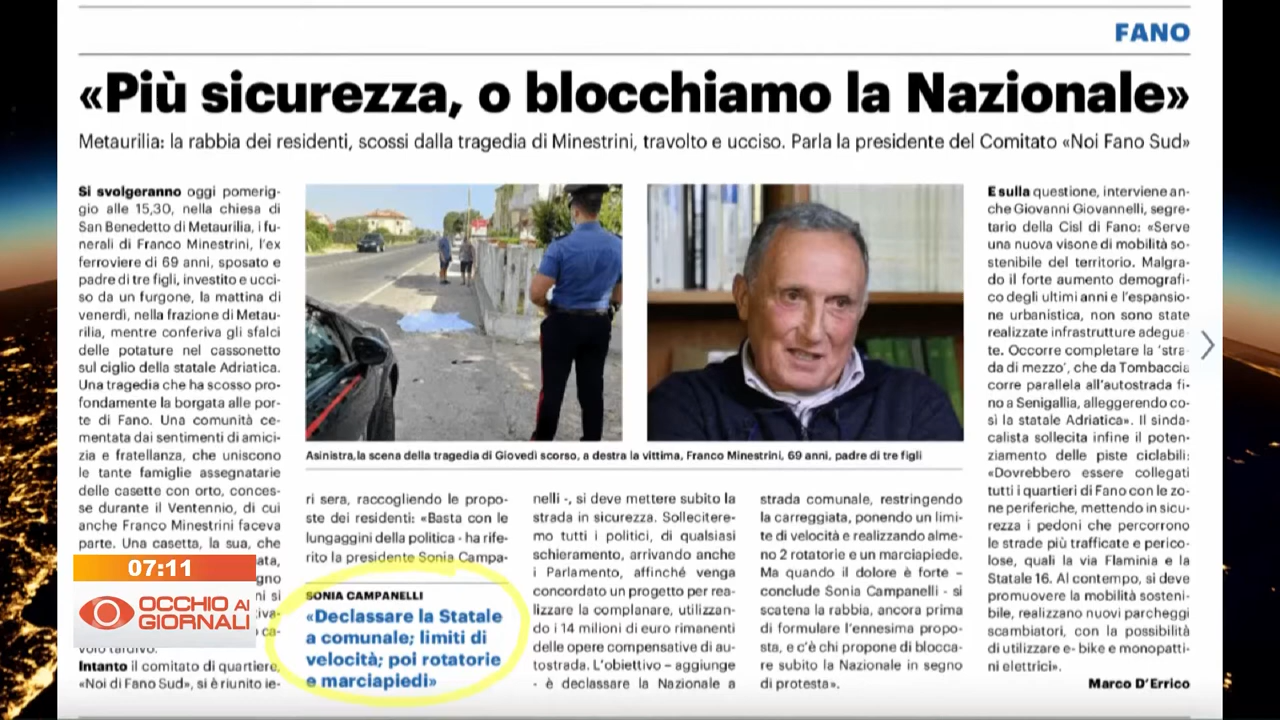 FANO
«Più sicurezza, o blocchiamo la Nazionale»
Metaurilia: la rabbia dei residenti, scossi dalla tragedia di Minestrini, travolto e ucciso. Parla la presidente del Comitato «Noi Fano Sud»
Si svolgeranno oggi pomerig-
gio alle 15,30, nella chiesa di
San Benedetto di Metaurilia, i fu-
nerali di Franco Minestrini, l'ex
ferroviere di 69 anni, sposato e
padre di tre figli, investito e ucci-
so da un furgone, la mattina di
venerdì, nella frazione di Metau-
rilia, mentre conferiva gli sfalci
delle potature nel cassonetto
sul ciglio della statale Adriatica.
Una tragedia che ha scosso pro-
fondamente la borgata alle por-
te di Fano. Una comunità ce-
mentata dai sentimenti di amici-
zia e fratellanza, che uniscono
le tante famiglie assegnatarie
delle casette con orto, conces-
se durante il Ventennio, di cui
anche Franco Minestrini faceva
parte. Una casetta, la sua, che
ata,
gno
ni si
iva-
o ca-
volo tardivo.
Intanto il comitato di quartiere,
«Noi di Fano Sud», si è riunito ie-
07:11
OCCHIO AI
GIORNALI
Asinistra,la scena della tragedia di Giovedì scorso, a destra la vittima, Franco Minestrini, 69 anni, padre di tre figli
ri sera, raccogliendo le propo-
ste dei residenti: «Basta con le
lungaggini della politica - ha rife-
rito la presidente Sonia Campa-
SONIA CAMPANELLI
«Declassare la Statale
a comunale; limiti di
velocità; poi rotatorie
e marciapiedi»
nelli -, si deve mettere subito la
strada in sicurezza. Sollecitere-
mo tutti i politici, di qualsiasi
schieramento, arrivando anche
i Parlamento, affinché venga
concordato un progetto per rea-
lizzare la complanare, utilizzan-
do i 14 milioni di euro rimanenti
delle opere compensative di au-
tostrada. L'obiettivo – aggiunge
- è declassare la Nazionale a
strada comunale, restringendo
la carreggiata, ponendo un limi-
te di velocità e realizzando alme-
no 2 rotatorie e un marciapiede.
Ma quando il dolore è forte –
conclude Sonia Campanelli - si
scatena la rabbia, ancora prima
di formulare l'ennesima propo-
sta, e c'è chi propone di blocca-
re subito la Nazionale in segno
di protesta».
E sulla questione, interviene an-
che Giovanni Giovannelli, segre-
tario della Cisl di Fano: «Serve
una nuova visone di mobilità so-
stenibile del territorio. Malgra-
do il forte aumento demografi-
co degli ultimi anni e l'espansio-
ne urbanistica, non sono state
realizzate infrastrutture adegua-
te. Occorre completare la 'stra-
da di mezzo', che da Tombaccia
corre parallela all'autostrada fi-
no a Senigallia, alleggerendo co-
sì la statale Adriatica». Il sinda-
calista sollecita infine il poten-
ziamento delle piste ciclabili:
«Dovrebbero essere collegati
tutti i quartieri di Fano con le zo-
ne periferiche, mettendo in sicu-
rezza i pedoni che percorrono
le strade più trafficate e perico-
lose, quali la via Flaminia e la
Statale 16. Al contempo, si deve
promuovere la mobilità sosteni-
bile, realizzano nuovi parcheggi
scambiatori, con la possibilità
di utilizzare e- bike e monopatti-
ni elettrici».
Marco D'Errico